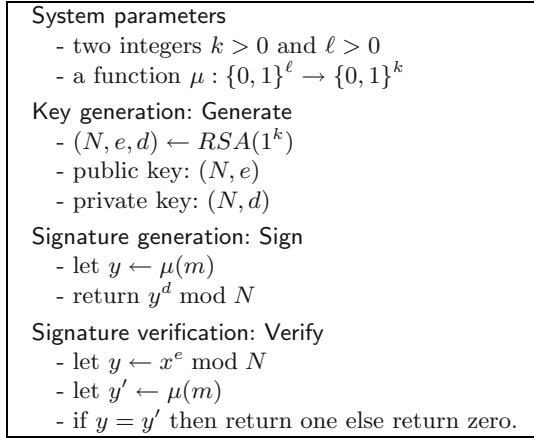 System parameters
- two integers k > 0 and ℓ > 0
- a function μ : {0, 1}^ℓ → {0, 1}^k
Key generation: Generate
- (N, e, d) ← RSA(1^k)
- public key: (N, e)
- private key: (N, d)
Signature generation: Sign
- let y ← μ(m)
- return y^d mod N
Signature verification: Verify
- let y ← x^e mod N
- let y′ ← μ(m)
- if y = y′ then return one else return zero.